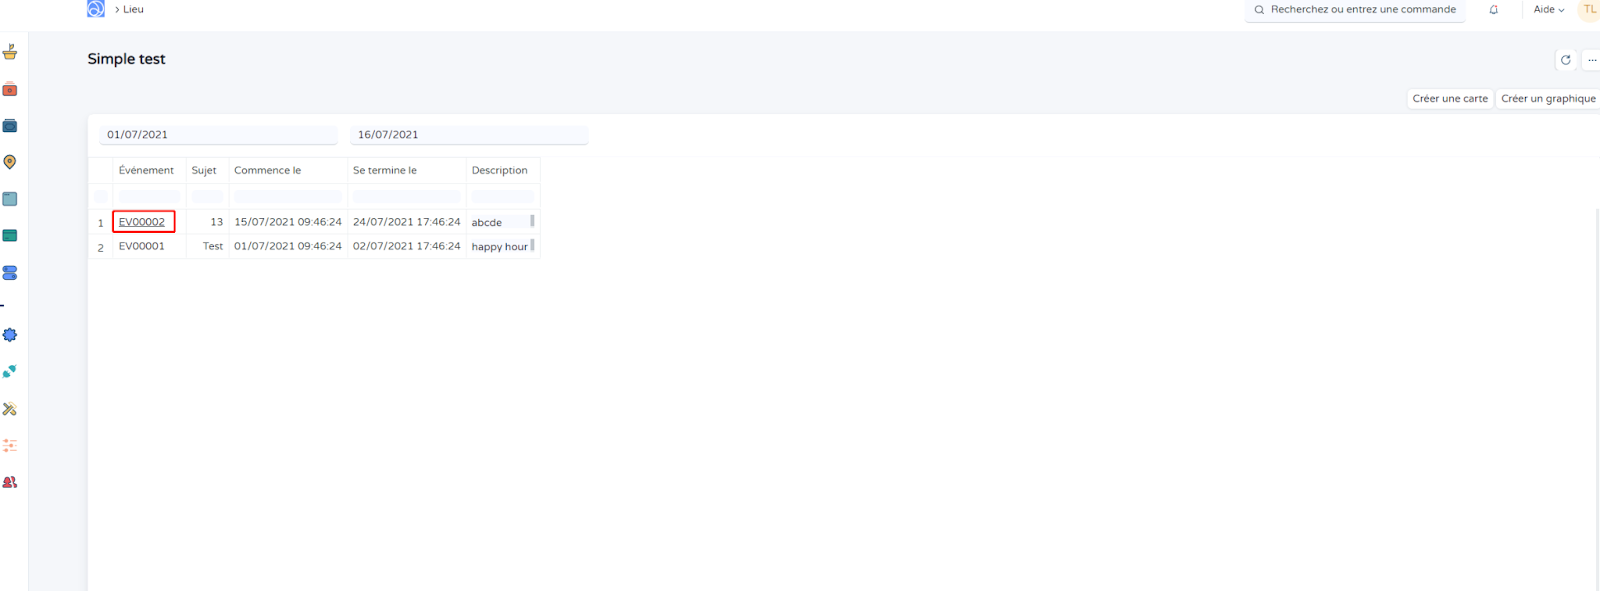 > Lieu
Recherchez ou entrez une commande
Aide
TL
Simple test
...
Créer une carte
Créer un graphique
01/07/2021
16/07/2021
Événement Sujet Commence le Se termine le Description
1 EV00002 13 15/07/2021 09:46:24 24/07/2021 17:46:24 abcde
2 EV00001 Test 01/07/2021 09:46:24 02/07/2021 17:46:24 happy hour